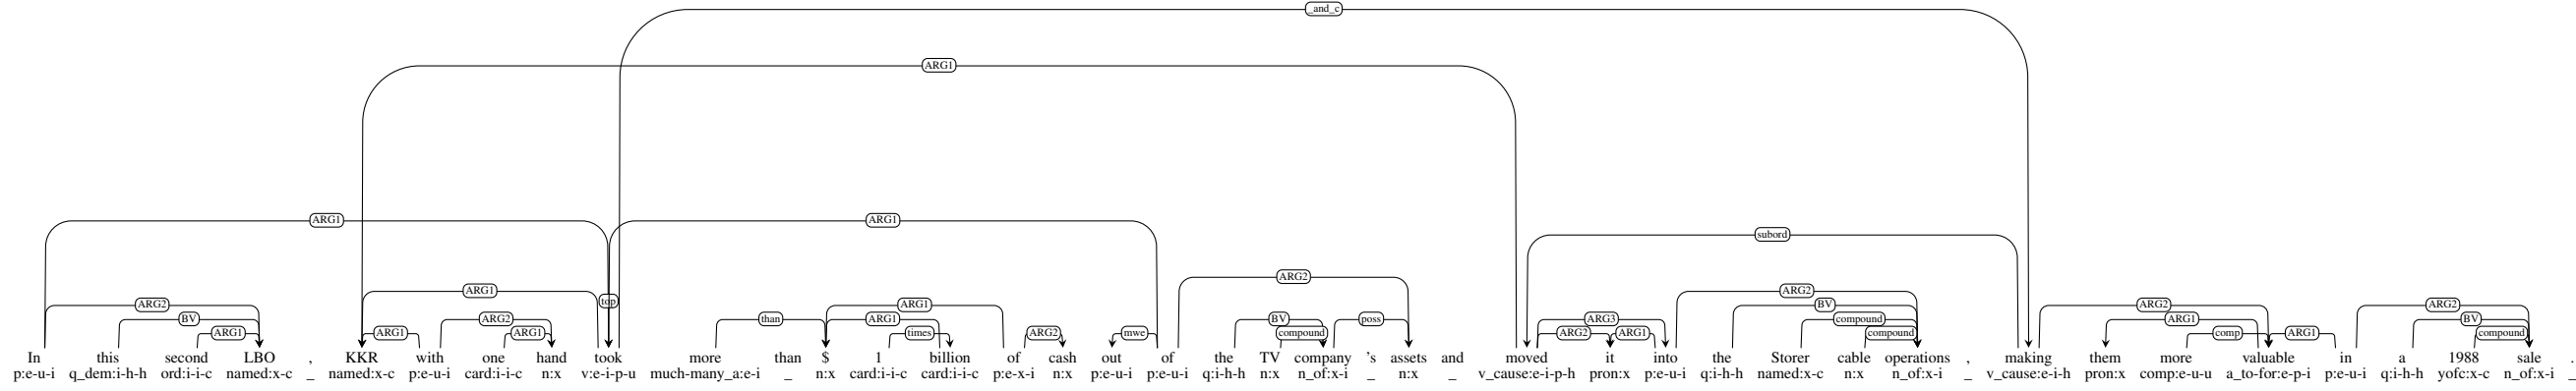 _and_c
ARG1
ARG1 ARG1
subord
ARG2
ARG1 ARG2
top
ARG2 ARG1 BV ARG2 ARG2
BV ARG2 than ARG1 BV poss ARG3 compound ARG1 BV
ARG1 ARG1 ARG1 times ARG2 mwe compound ARG2 ARG1 compound comp ARG1 compound
In this second LBO , KKR with one hand took more than $ 1 billion of cash out of the TV company 's assets and moved it into the Storer cable operations , making them more valuable in a 1988 sale .
p:e-u-i q_dem:i-h-h ord:i-i-c named:x-c _ named:x-c p:e-u-i card:i-i-c n:x v:e-i-p-u much-many_a:e-i _ n:x card:i-i-c card:i-i-c p:e-x-i n:x p:e-u-i p:e-u-i q:i-h-h n:x n_of:x-i _ n:x _ v_cause:e-i-p-h pron:x p:e-u-i q:i-h-h named:x-c n:x n_of:x-i _ v_cause:e-i-h pron:x comp:e-u-u a_to-for:e-p-i p:e-u-i q:i-h-h yofc:x-c n_of:x-i _